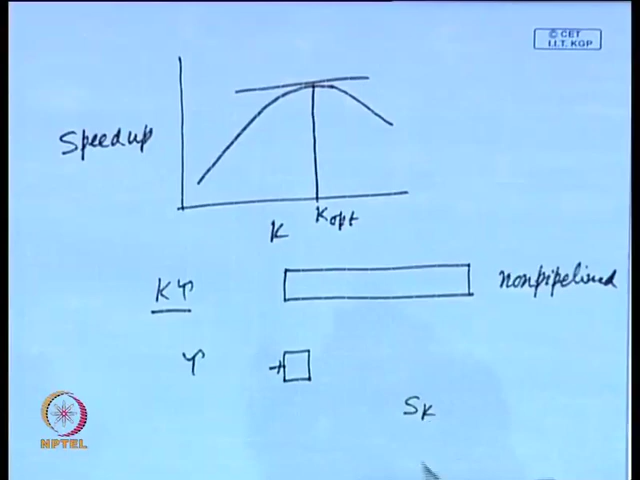 © CET
I.I.T. KGP
Speedup
K
Kopt
Kτ
nonpipelined
τ
SK
NPTEL